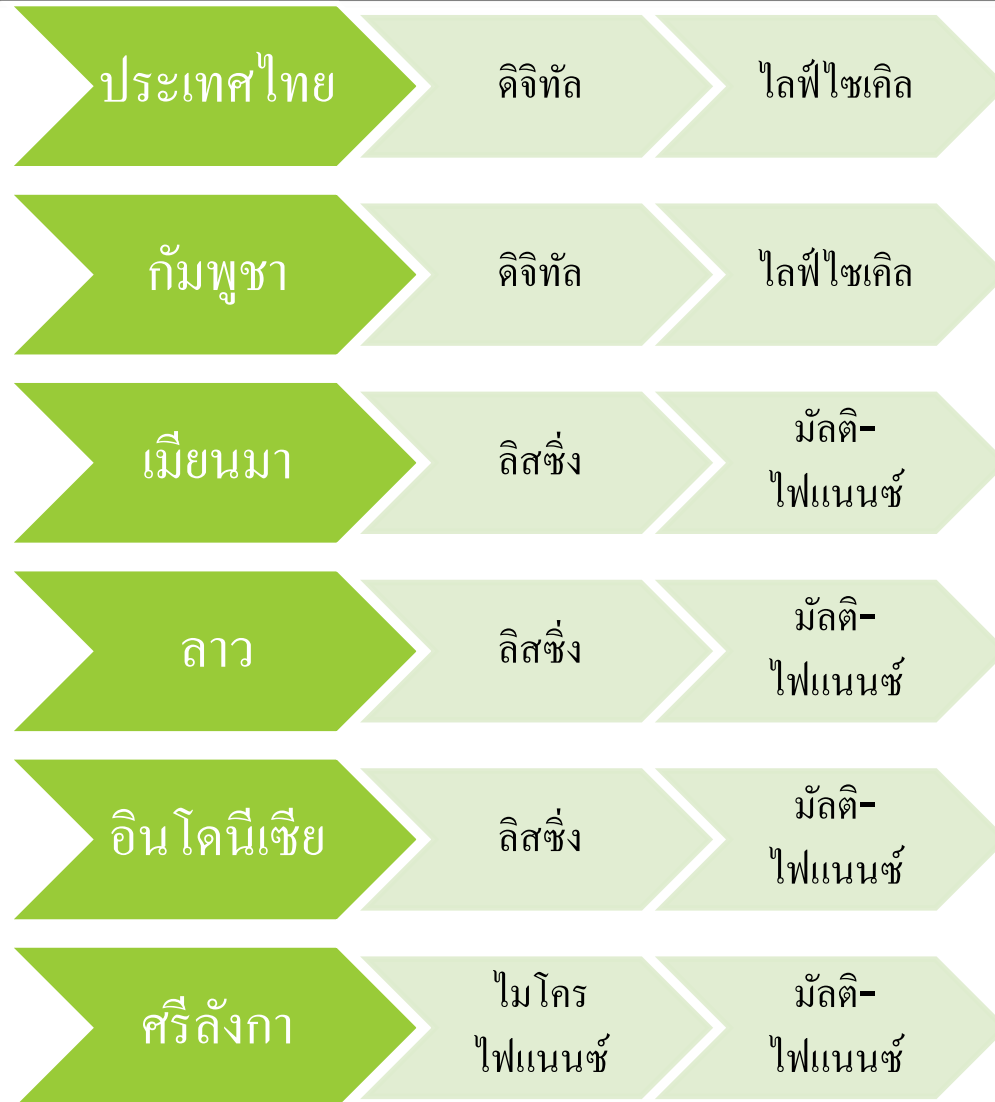 ประเทศไทย
ดิจิทัล
ไลฟ์ไซเคิล
กัมพูชา
ดิจิทัล
ไลฟ์ไซเคิล
เมียนมา
ลิสซิ่ง
มัลติ-
ไฟแนนซ์
ลาว
ลิสซิ่ง
มัลติ-
ไฟแนนซ์
อินโดนีเซีย
ลิสซิ่ง
มัลติ-
ไฟแนนซ์
ศรีลังกา
ไมโคร
ไฟแนนซ์
มัลติ-
ไฟแนนซ์